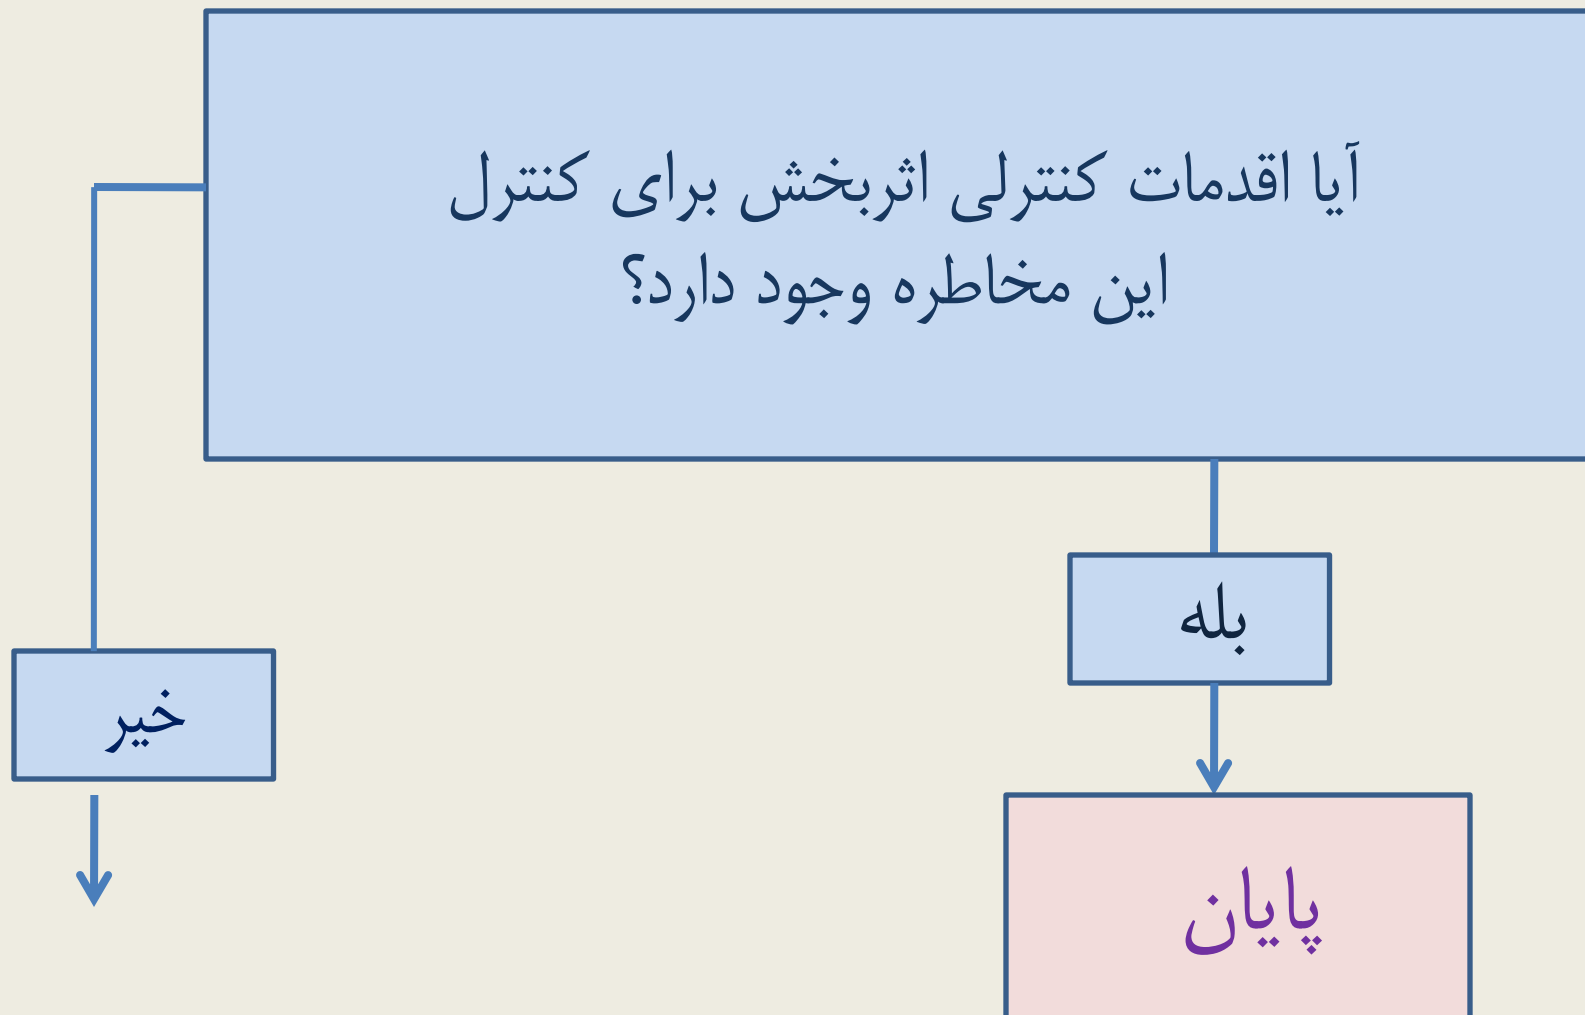 آیا اقدمات کنترلی اثربخش برای کنترل
این مخاطره وجود دارد؟
بله
خیر
پایان